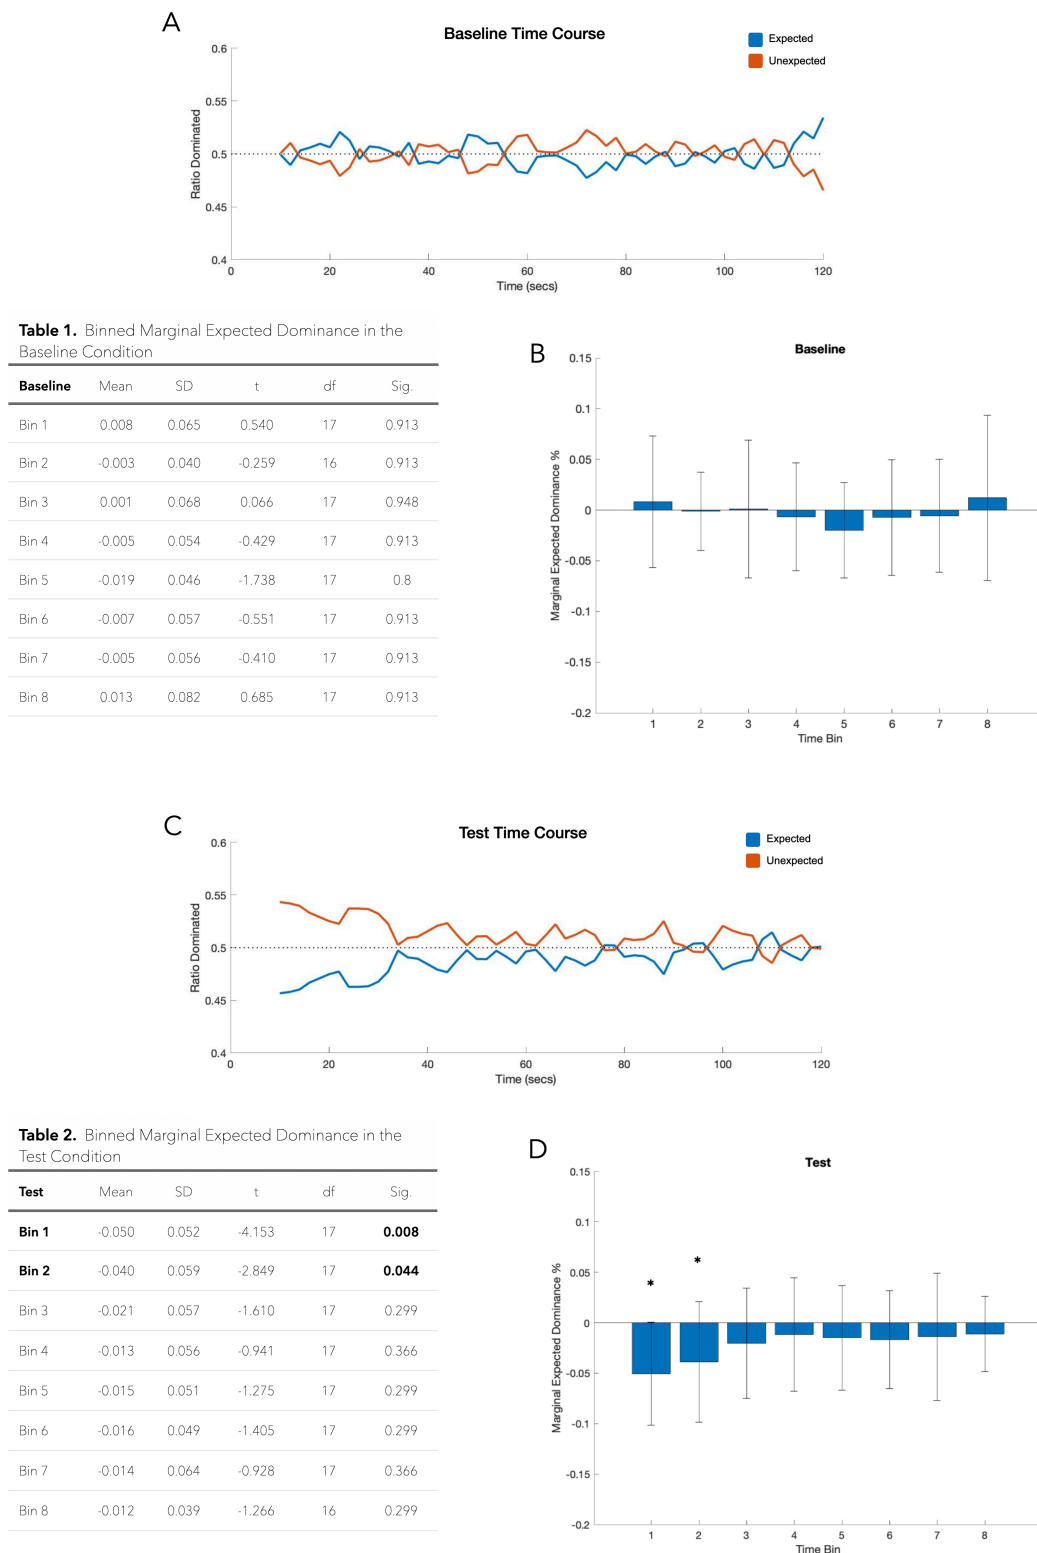 A
Baseline Time Course
Expected
Unexpected
0.6
0.55
0.5
0.45
0.4
Ratio Dominated
0 20 40 60 80 100 120
Time (secs)
Table 1. Binned Marginal Expected Dominance in the
Baseline Condition
Baseline Mean SD t df Sig.
Bin 1 0.008 0.065 0.540 17 0.913
Bin 2 -0.003 0.040 -0.259 16 0.913
Bin 3 0.001 0.068 0.066 17 0.948
Bin 4 -0.005 0.054 -0.429 17 0.913
Bin 5 -0.019 0.046 -1.738 17 0.8
Bin 6 -0.007 0.057 -0.551 17 0.913
Bin 7 -0.005 0.056 -0.410 17 0.913
Bin 8 0.013 0.082 0.685 17 0.913
B
Baseline
0.15
0.1
0.05
0
-0.05
-0.1
-0.15
-0.2
Marginal Expected Dominance %
1 2 3 4 5 6 7 8
Time Bin
C
Test Time Course
Expected
Unexpected
0.6
0.55
0.5
0.45
0.4
Ratio Dominated
0 20 40 60 80 100 120
Time (secs)
Table 2. Binned Marginal Expected Dominance in the
Test Condition
Test Mean SD t df Sig.
Bin 1 -0.050 0.052 -4.153 17 0.008
Bin 2 -0.040 0.059 -2.849 17 0.044
Bin 3 -0.021 0.057 -1.610 17 0.299
Bin 4 -0.013 0.056 -0.941 17 0.366
Bin 5 -0.015 0.051 -1.275 17 0.299
Bin 6 -0.016 0.049 -1.405 17 0.299
Bin 7 -0.014 0.064 -0.928 17 0.366
Bin 8 -0.012 0.039 -1.266 16 0.299
D
Test
0.15
0.1
0.05
0
-0.05
-0.1
-0.15
-0.2
Marginal Expected Dominance %
* *
1 2 3 4 5 6 7 8
Time Bin